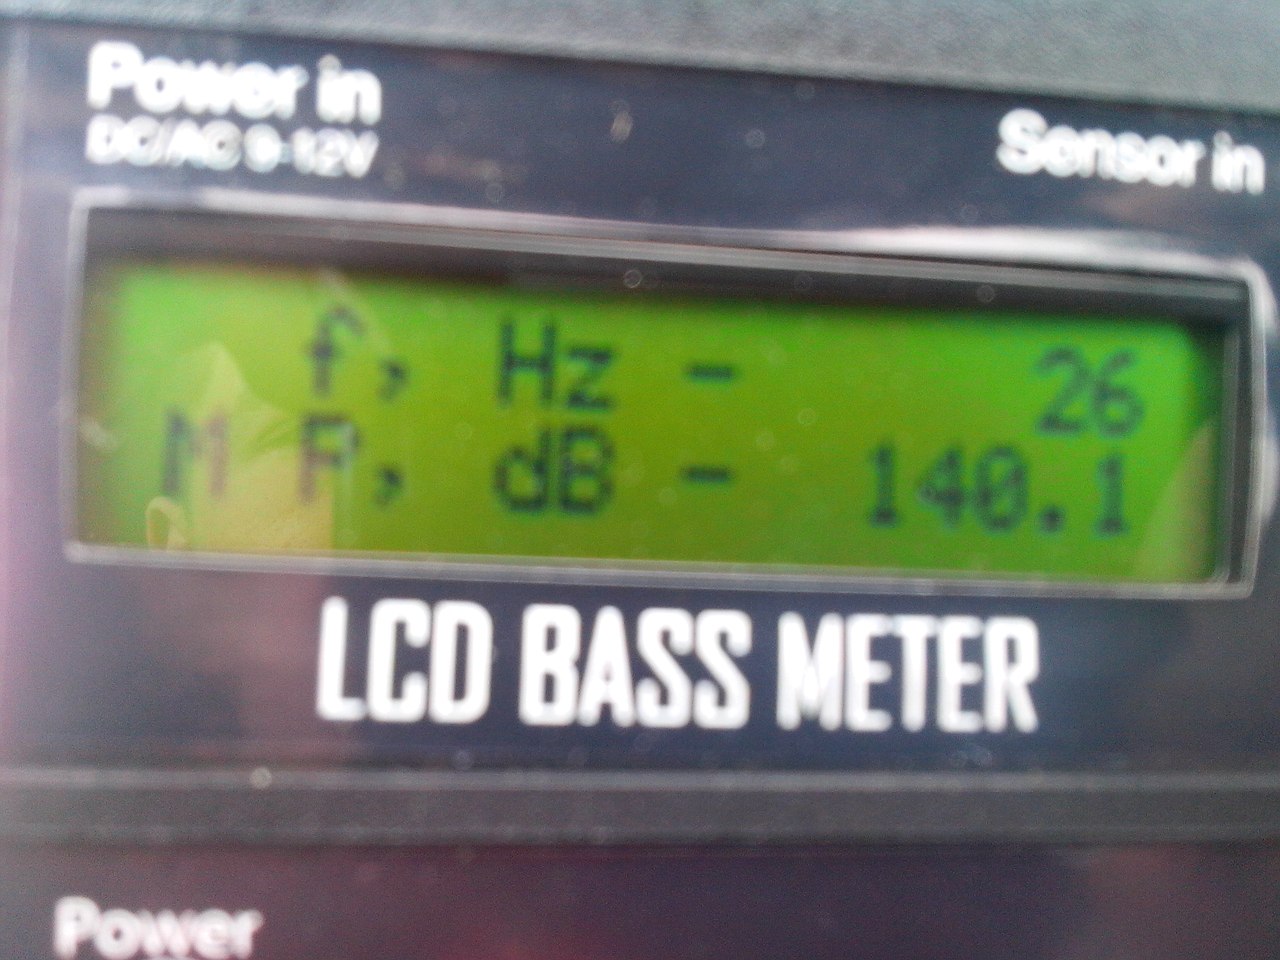 Power in
DC/AC 9-12V
Sensor in
f, Hz - 26
M P, dB - 140.1
LCD BASS METER
Power